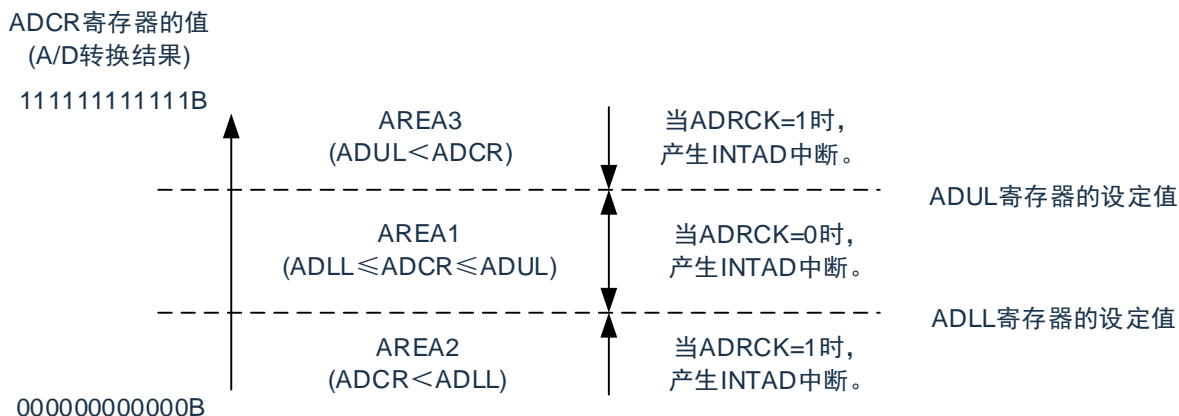 ADCR寄存器的值
(A/D转换结果)
111111111111B
AREA3
(ADUL＜ADCR)
当ADRCK=1时，
产生INTAD中断。
ADUL寄存器的设定值
AREA1
(ADLL≤ADCR≤ADUL)
当ADRCK=0时，
产生INTAD中断。
ADLL寄存器的设定值
AREA2
(ADCR＜ADLL)
当ADRCK=1时，
产生INTAD中断。
000000000000B